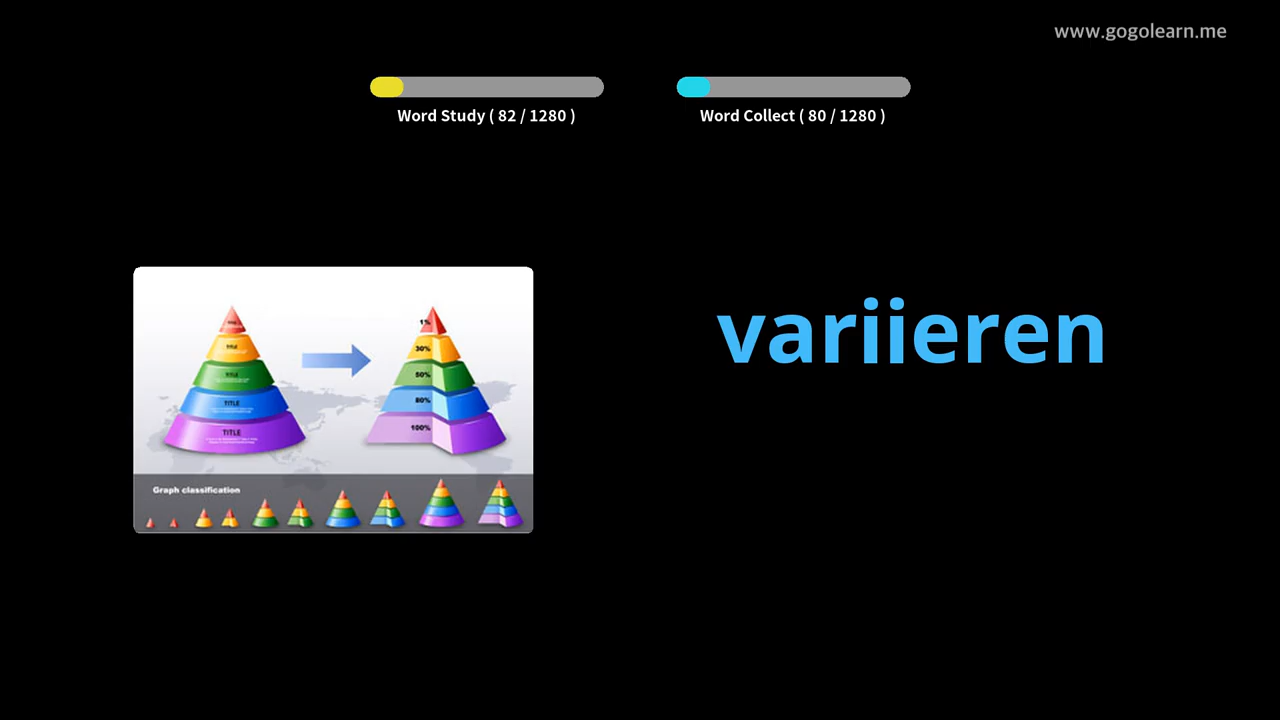 www.gogolearn.me
Word Study ( 82 / 1280 )
Word Collect ( 80 / 1280 )
variieren
TITLE
TITLE
TITLE
TITLE
1%
30%
50%
80%
100%
Graph classification